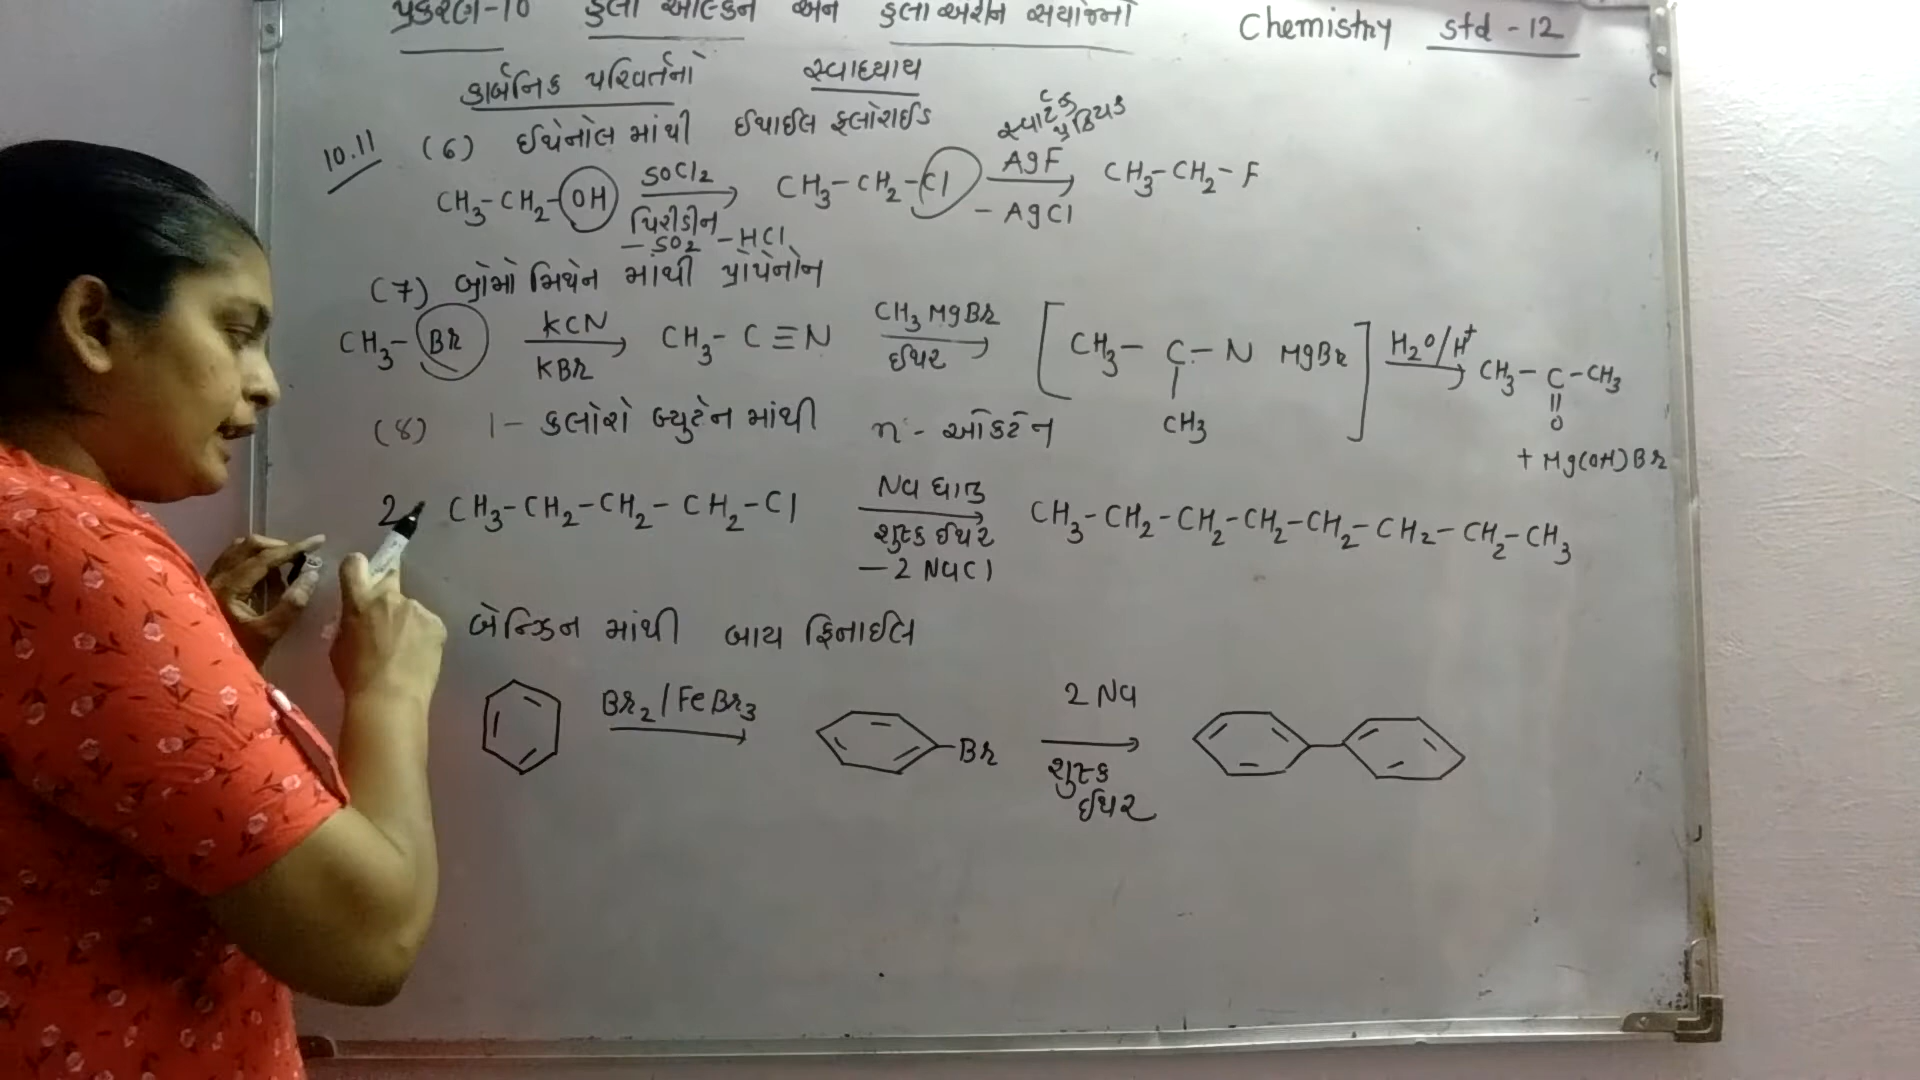 પ્રકરણ-10 હેલો આલ્કેન અને હેલો અરીન સંયોજનો Chemistry std - 12
કાર્બનિક પરિવર્તનો સ્વાધ્યાય
10.11 (6) ઈથેનોલ માંથી ઈથાઈલ ફ્લોરાઈડ
CH3-CH2-OH SOCl2 પિરીડીન -SO2 -HCl CH3-CH2-Cl સ્વાર્ટઝ પ્રક્રિયક AgF -AgCl CH3-CH2-F
(7) બ્રોમો મિથેન માંથી પ્રોપેનોન
CH3-Br KCN KBr CH3-C≡N CH3MgBr ઈથર [CH3-C-N MgBr CH3] H2O/H+ CH3-C-CH3 O
+ Mg(OH)Br
(8) 1- ક્લોરો બ્યુટેન માંથી n - ઓક્ટેન
2 CH3-CH2-CH2-CH2-Cl Na ધાતુ શુષ્ક ઈથર -2 NaCl CH3-CH2-CH2-CH2-CH2-CH2-CH2-CH3
બેન્ઝિન માંથી બાય ફિનાઈલ
Br2/FeBr3 -Br 2 Na શુષ્ક ઈથર